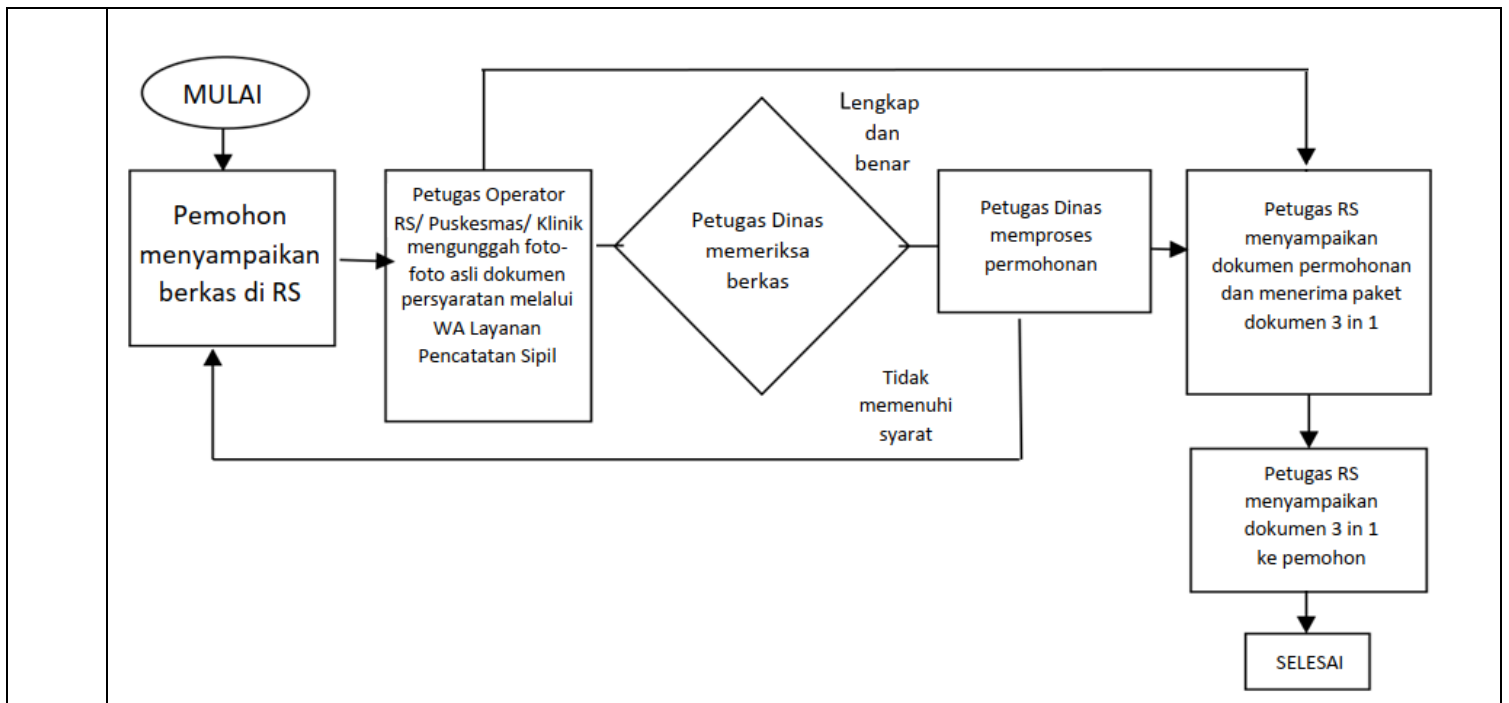 MULAI
Pemohon
menyampaikan
berkas di RS
Petugas Operator
RS/ Puskesmas/ Klinik
mengunggah foto-
foto asli dokumen
persyaratan melalui
WA Layanan
Pencatatan Sipil
Petugas Dinas
memeriksa
berkas
Lengkap
dan
benar
Tidak
memenuhi
syarat
Petugas Dinas
memproses
permohonan
Petugas RS
menyampaikan
dokumen permohonan
dan menerima paket
dokumen 3 in 1
Petugas RS
menyampaikan
dokumen 3 in 1
ke pemohon
SELESAI